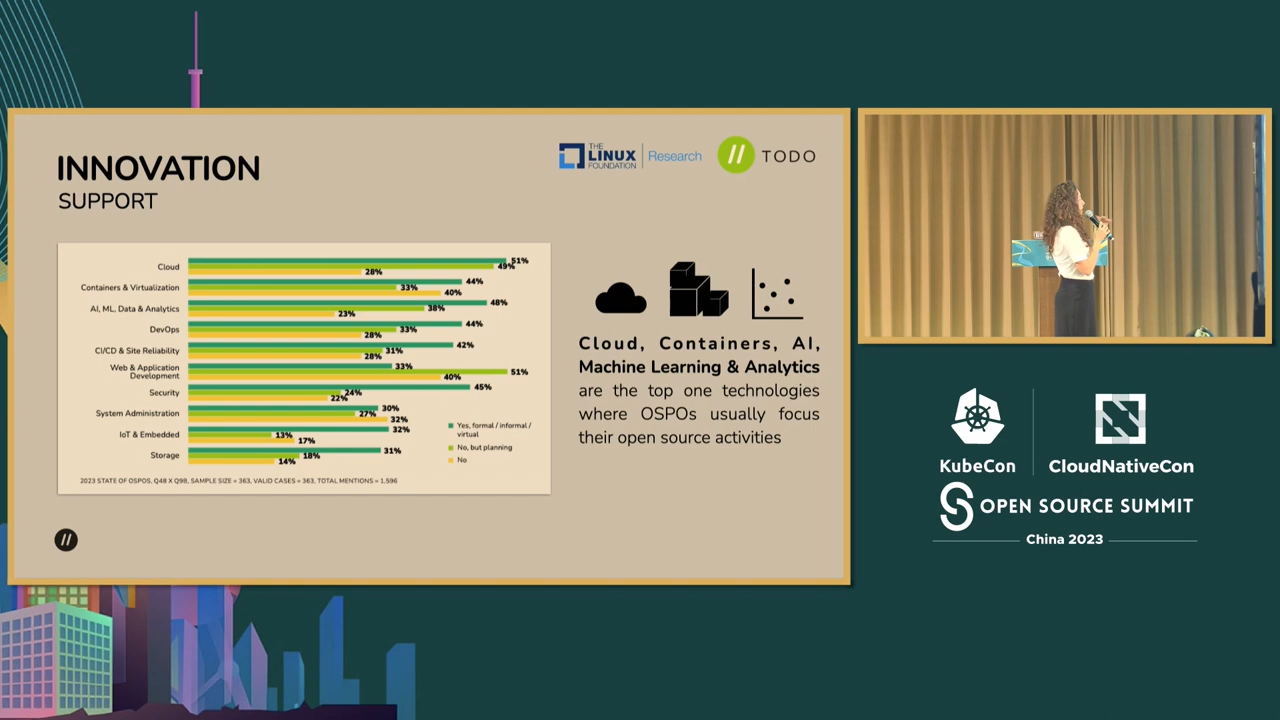 INNOVATION
SUPPORT
THE
LINUX
FOUNDATION
Research
TODO
Cloud
51%
49%
28%
Containers & Virtualization
44%
33%
40%
AI, ML, Data & Analytics
48%
38%
23%
DevOps
44%
33%
28%
CI/CD & Site Reliability
42%
31%
28%
Web & Application
Development
33%
51%
40%
Security
45%
24%
22%
System Administration
30%
27%
32%
IoT & Embedded
32%
13%
17%
Storage
31%
18%
14%
Yes, formal / informal /
virtual
No, but planning
No
2023 STATE OF OSPOS, Q48 X Q9B, SAMPLE SIZE = 363, VALID CASES = 363, TOTAL MENTIONS = 1,596
Cloud, Containers, AI,
Machine Learning & Analytics
are the top one technologies
where OSPOs usually focus
their open source activities
KubeCon
CloudNativeCon
OPEN SOURCE SUMMIT
China 2023